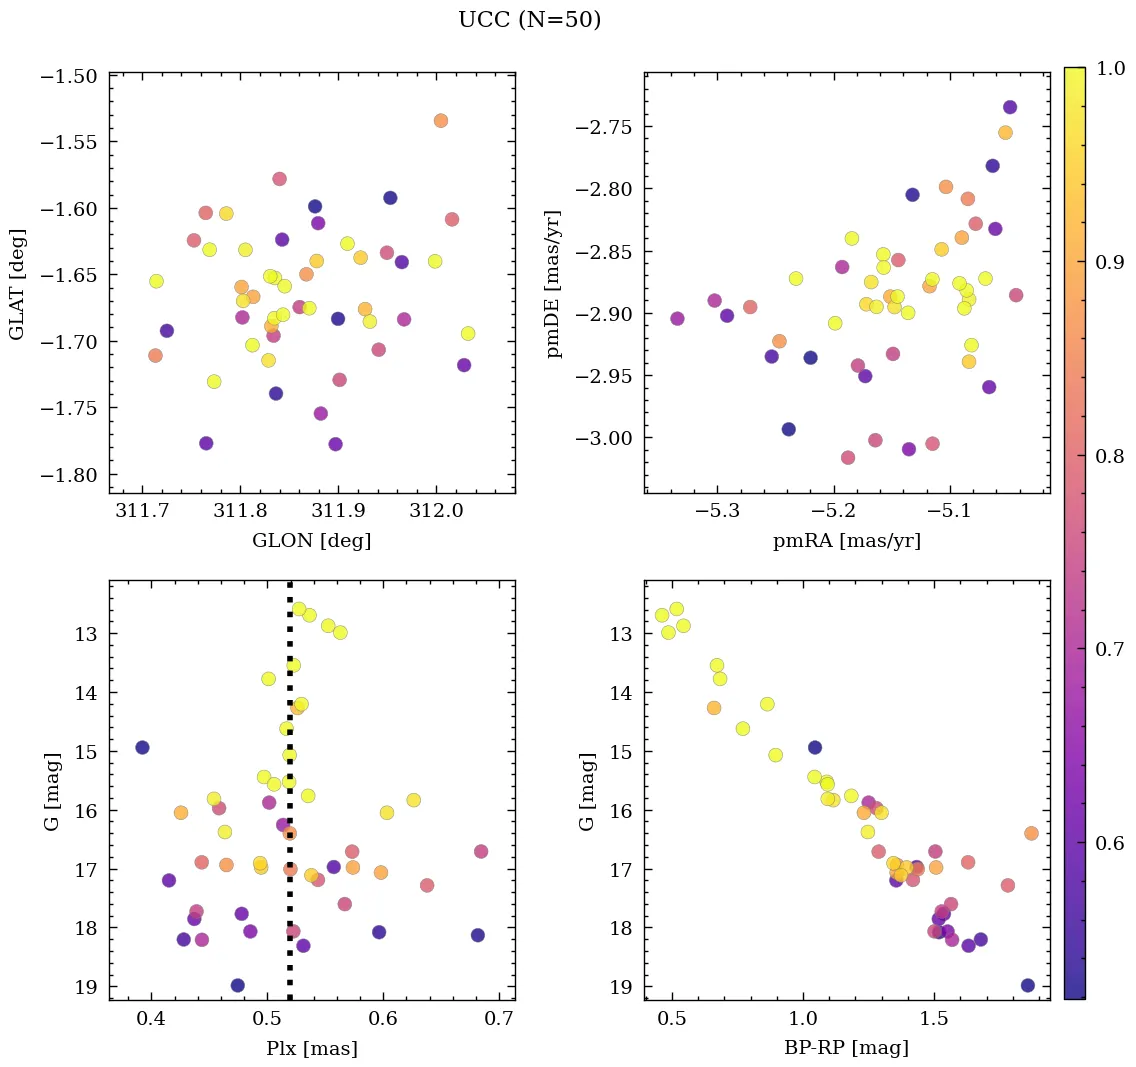 UCC (N=50)
−1.50
−1.55
−1.60
−1.65
−1.70
−1.75
−1.80
GLAT [deg]
311.7 311.8 311.9 312.0
GLON [deg]
−2.75
−2.80
−2.85
−2.90
−2.95
−3.00
pmDE [mas/yr]
−5.3 −5.2 −5.1
pmRA [mas/yr]
13
14
15
16
17
18
19
G [mag]
0.4 0.5 0.6 0.7
Plx [mas]
13
14
15
16
17
18
19
G [mag]
0.5 1.0 1.5
BP-RP [mag]
1.0
0.9
0.8
0.7
0.6